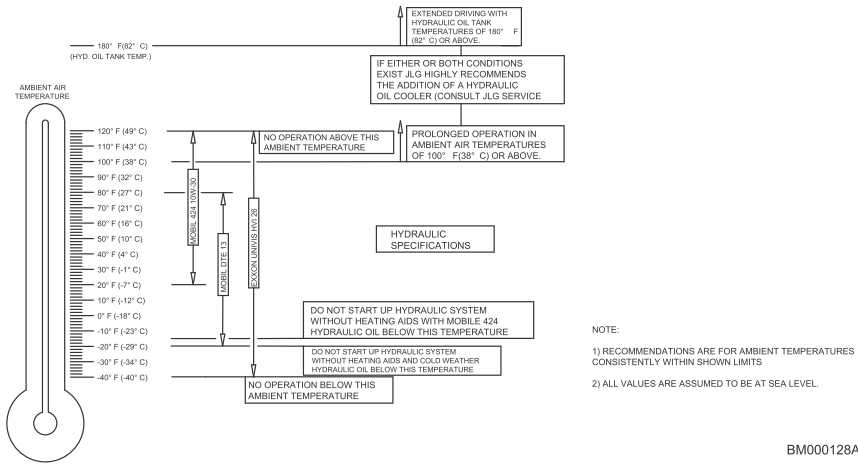 EXTENDED DRIVING WITH
HYDRAULIC OIL TANK
TEMPERATURES OF 180° F
(82° C) OR ABOVE.
180° F(82° C)
(HYD. OIL TANK TEMP.)
IF EITHER OR BOTH CONDITIONS
EXIST JLG HIGHLY RECOMMENDS
THE ADDITION OF A HYDRAULIC
OIL COOLER (CONSULT JLG SERVICE
AMBIENT AIR
TEMPERATURE
120° F (49° C)
110° F (43° C)
100° F (38° C)
90° F (32° C)
80° F (27° C)
70° F (21° C)
60° F (16° C)
50° F (10° C)
40° F (4° C)
30° F (-1° C)
20° F (-7° C)
10° F (-12° C)
0° F (-18° C)
-10° F (-23° C)
-20° F (-29° C)
-30° F (-34° C)
-40° F (-40° C)
MOBIL 424 10W-30
MOBIL DTE 13
EXXON UNIVIS HVI 26
NO OPERATION ABOVE THIS
AMBIENT TEMPERATURE
PROLONGED OPERATION IN
AMBIENT AIR TEMPERATURES
OF 100° F(38° C) OR ABOVE.
HYDRAULIC
SPECIFICATIONS
DO NOT START UP HYDRAULIC SYSTEM
WITHOUT HEATING AIDS WITH MOBILE 424
HYDRAULIC OIL BELOW THIS TEMPERATURE
DO NOT START UP HYDRAULIC SYSTEM
WITHOUT HEATING AIDS AND COLD WEATHER
HYDRAULIC OIL BELOW THIS TEMPERATURE
NO OPERATION BELOW THIS
AMBIENT TEMPERATURE
NOTE:
1) RECOMMENDATIONS ARE FOR AMBIENT TEMPERATURES
CONSISTENTLY WITHIN SHOWN LIMITS
2) ALL VALUES ARE ASSUMED TO BE AT SEA LEVEL.
BM000128A